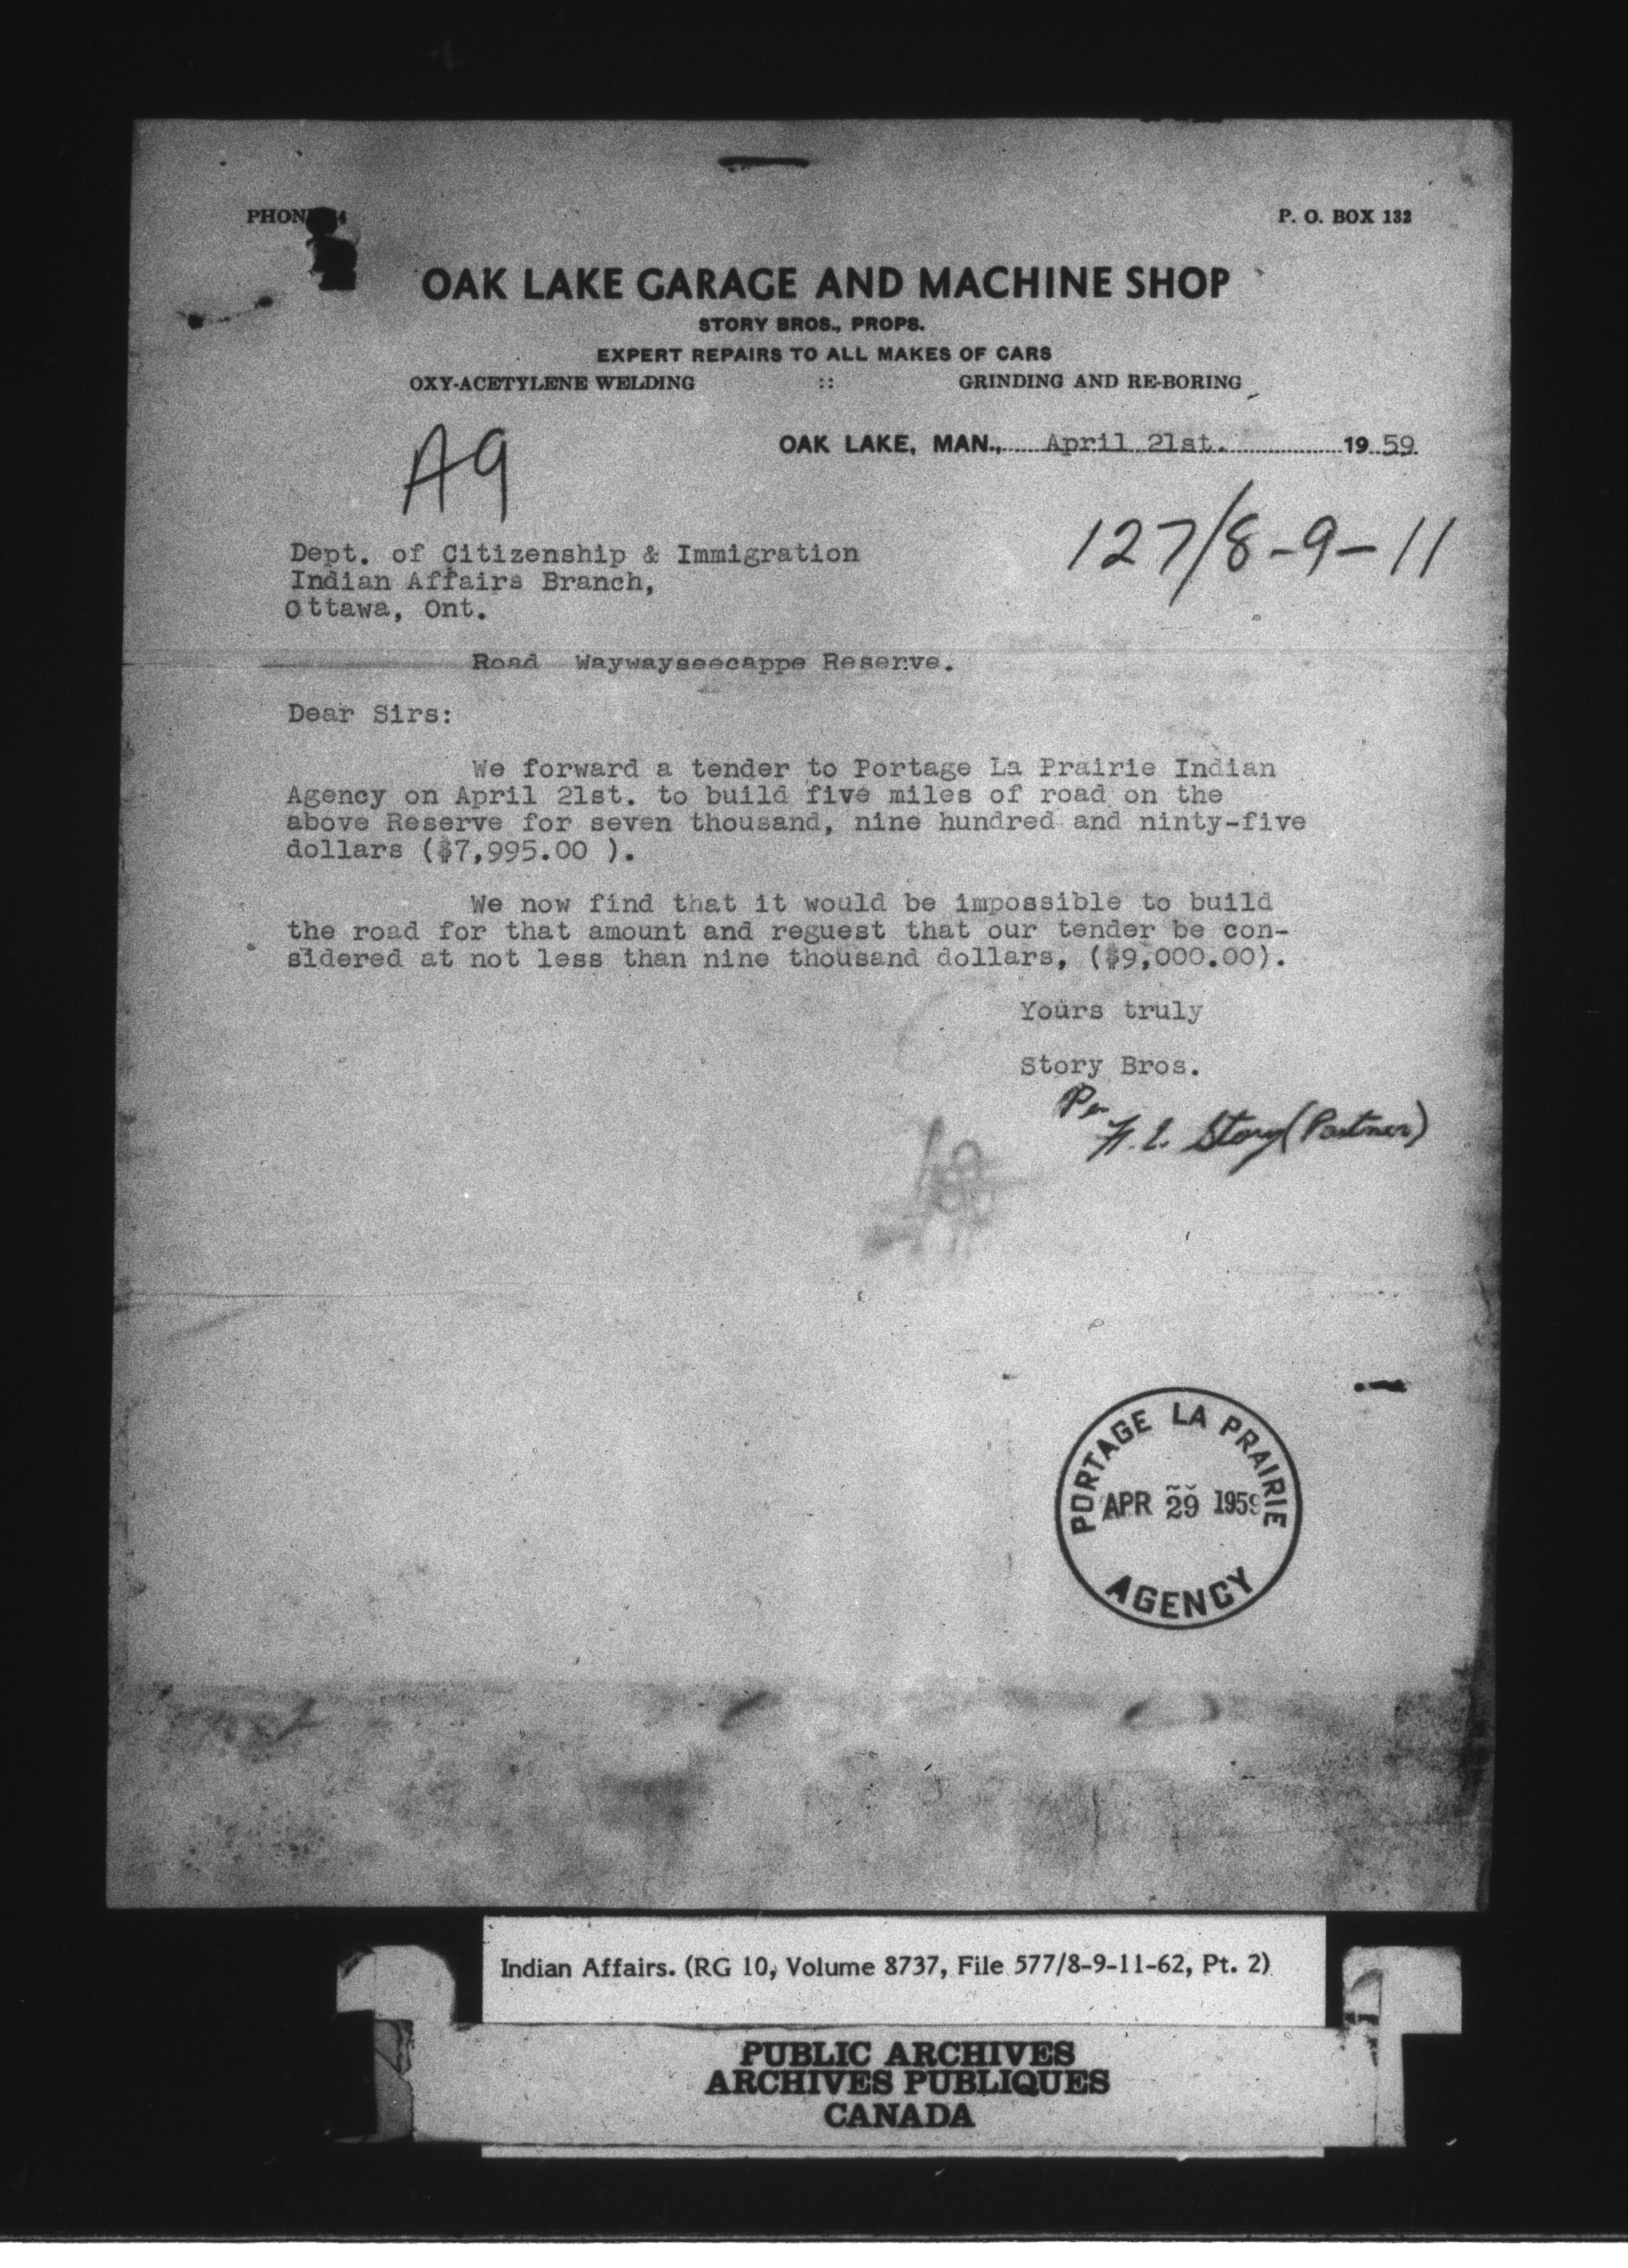 P. O. BOX 132
OAK LAKE GARAGE AND MACHINE SHOP
STORY BROS., PROPS.
EXPERT REPAIRS TO ALL MAKES OF CARS
OXY-ACETYLENE WELDING :: GRINDING AND RE-BORING
OAK LAKE, MAN., April 21st. 19 59
A9
127/8-9-11
Dept. of Citizenship & Immigration
Indian Affairs Branch,
Ottawa, Ont.
Road Waywayseecappe Reserve.
Dear Sirs:
We forward a tender to Portage La Prairie Indian
Agency on April 21st. to build five miles of road on the
above Reserve for seven thousand, nine hundred and ninty-five
dollars ($7,995.00 ).
We now find that it would be impossible to build
the road for that amount and reguest that our tender be con-
sidered at not less than nine thousand dollars, ($9,000.00).
Yours truly
Story Bros.
Per
Story (Partner)
PORTAGE LA PRAIRIE
APR 29 1959
AGENCY
Indian Affairs. (RG 10, Volume 8737, File 577/8-9-11-62, Pt. 2)
PUBLIC ARCHIVES
ARCHIVES PUBLIQUES
CANADA